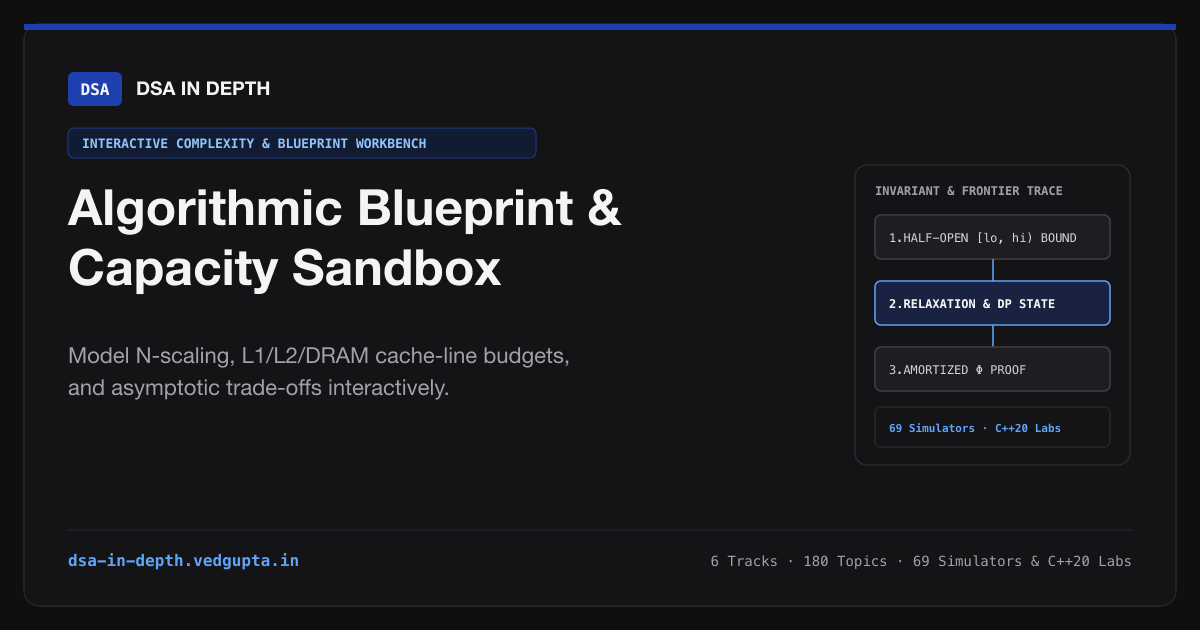 DSA
DSA IN DEPTH
INTERACTIVE COMPLEXITY & BLUEPRINT WORKBENCH
Algorithmic Blueprint &
Capacity Sandbox
Model N-scaling, L1/L2/DRAM cache-line budgets,
and asymptotic trade-offs interactively.
INVARIANT & FRONTIER TRACE
1.HALF-OPEN [lo, hi) BOUND
2.RELAXATION & DP STATE
3.AMORTIZED Φ PROOF
69 Simulators · C++20 Labs
dsa-in-depth.vedgupta.in
6 Tracks · 180 Topics · 69 Simulators & C++20 Labs